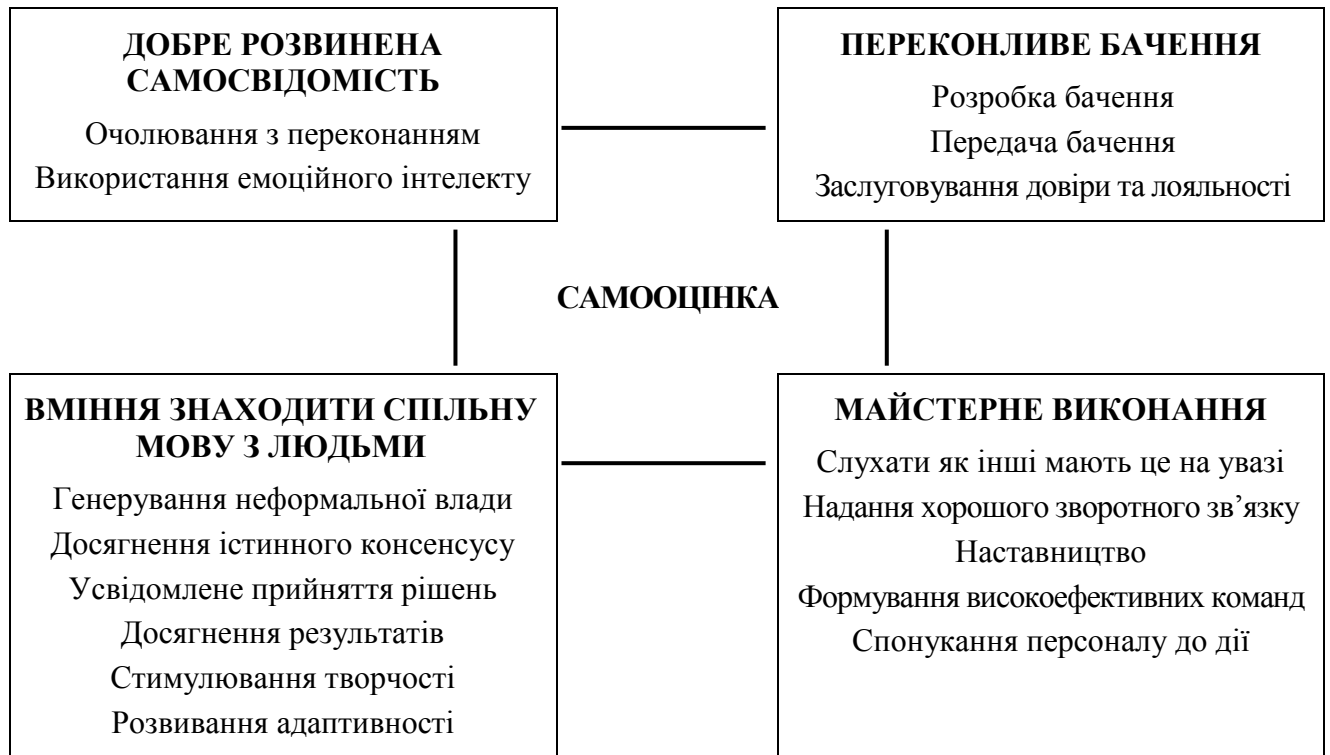 ДОБРЕ РОЗВИНЕНА
САМОСВІДОМІСТЬ
Очолювання з переконанням
Використання емоційного інтелекту
ПЕРЕКОНЛИВЕ БАЧЕННЯ
Розробка бачення
Передача бачення
Заслуговування довіри та лояльності
САМООЦІНКА
ВМІННЯ ЗНАХОДИТИ СПІЛЬНУ
МОВУ З ЛЮДЬМИ
Генерування неформальної влади
Досягнення істинного консенсусу
Усвідомлене прийняття рішень
Досягнення результатів
Стимулювання творчості
Розвивання адаптивності
МАЙСТЕРНЕ ВИКОНАННЯ
Слухати як інші мають це на увазі
Надання хорошого зворотного зв’язку
Наставництво
Формування високоефективних команд
Спонукання персоналу до дії